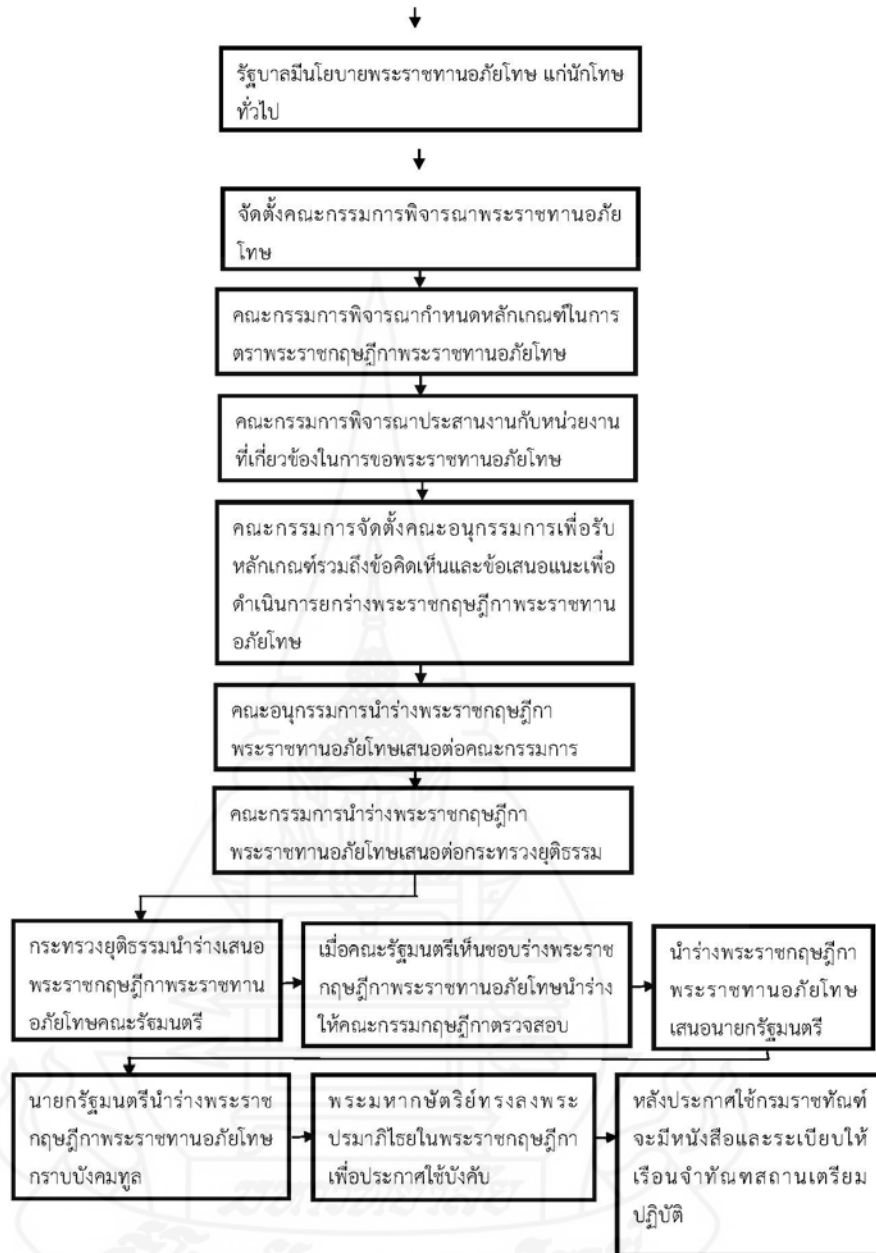 รัฐบาลมีนโยบายพระราชทานอภัยโทษ แก่นักโทษ
ทั่วไป
จัดตั้งคณะกรรมการพิจารณาพระราชทานอภัย
โทษ
คณะกรรมการพิจารณากำหนดหลักเกณฑ์ในการ
ตราพระราชกฤษฎีกาพระราชทานอภัยโทษ
คณะกรรมการพิจารณาประสานงานกับหน่วยงาน
ที่เกี่ยวข้องในการขอพระราชทานอภัยโทษ
คณะกรรมการจัดตั้งคณะอนุกรรมการเพื่อรับ
หลักเกณฑ์รวมถึงข้อคิดเห็นและข้อเสนอแนะเพื่อ
ดำเนินการยกร่างพระราชกฤษฎีกาพระราชทาน
อภัยโทษ
คณะอนุกรรมการนำร่างพระราชกฤษฎีกา
พระราชทานอภัยโทษเสนอต่อคณะกรรมการ
คณะกรรมการนำร่างพระราชกฤษฎีกา
พระราชทานอภัยโทษเสนอต่อกระทรวงยุติธรรม
กระทรวงยุติธรรมนำร่างเสนอ
พระราชกฤษฎีกาพระราชทาน
อภัยโทษคณะรัฐมนตรี
เมื่อคณะรัฐมนตรีเห็นชอบร่างพระราช
กฤษฎีกาพระราชทานอภัยโทษนำร่าง
ให้คณะกรรมกฤษฎีกาตรวจสอบ
นำร่างพระราชกฤษฎีกา
พระราชทานอภัยโทษ
เสนอนายกรัฐมนตรี
นายกรัฐมนตรีนำร่างพระราช
กฤษฎีกาพระราชทานอภัยโทษ
กราบบังคมทูล
พระมหากษัตริย์ทรงลงพระ
ปรมาภิไธยในพระราชกฤษฎีกา
เพื่อประกาศใช้บังคับ
หลังประกาศใช้กรมราชทัณฑ์
จะมีหนังสือและระเบียบให้
เรือนจำทัณฑสถานเตรียม
ปฏิบัติ